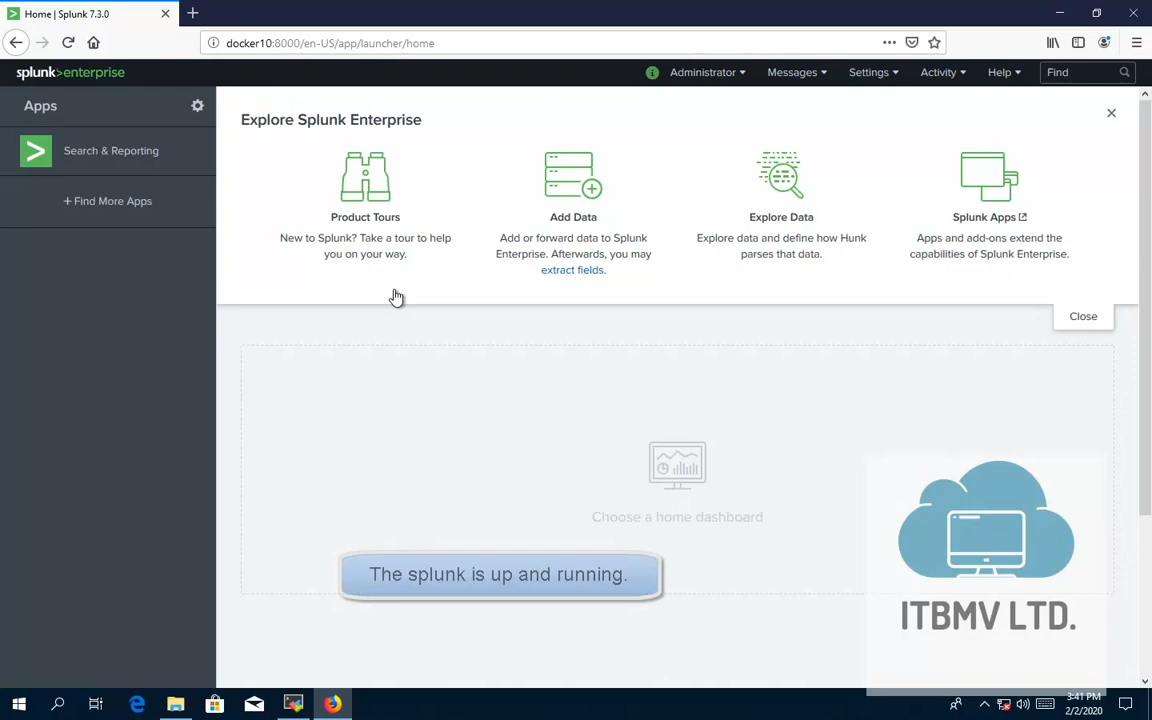 Home | Splunk 7.3.0
docker10:8000/en-US/app/launcher/home
splunk>enterprise
Administrator
Messages
Settings
Activity
Help
Find
Apps
Search & Reporting
+ Find More Apps
Explore Splunk Enterprise
Product Tours
New to Splunk? Take a tour to help
you on your way.
Add Data
Add or forward data to Splunk
Enterprise. Afterwards, you may
extract fields.
Explore Data
Explore data and define how Hunk
parses that data.
Splunk Apps
Apps and add-ons extend the
capabilities of Splunk Enterprise.
Close
Choose a home dashboard
The splunk is up and running.
ITBMV LTD.
3:41 PM
2/2/2020